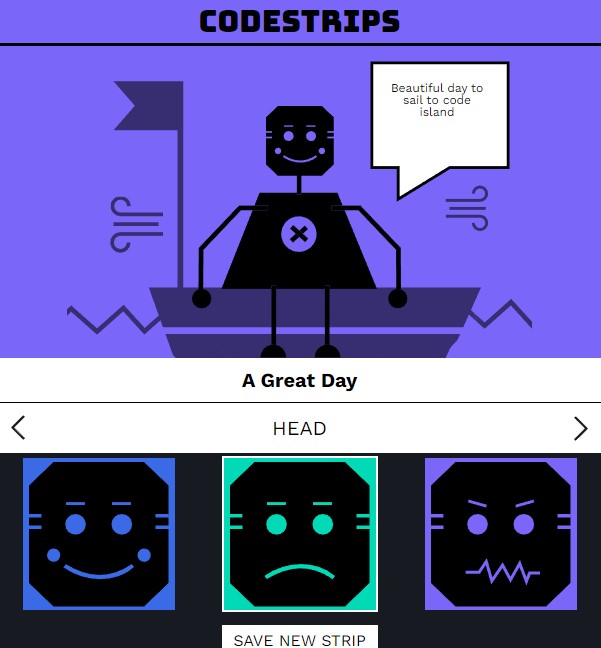 CODESTRIPS
Beautiful day to
sail to code
island
A Great Day
HEAD
SAVE NEW STRIP